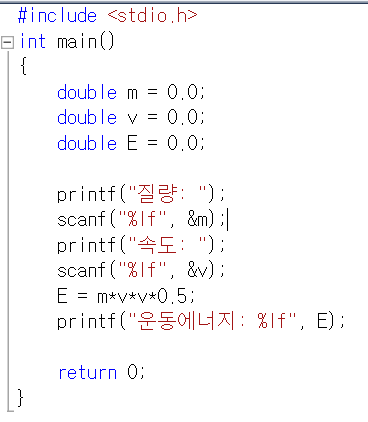 #include <stdio.h>
int main()
{
double m = 0.0;
double v = 0.0;
double E = 0.0;
printf("질량: ");
scanf("%lf", &m);
printf("속도: ");
scanf("%lf", &v);
E = m*v*v*0.5;
printf("운동에너지: %lf", E);
return 0;
}